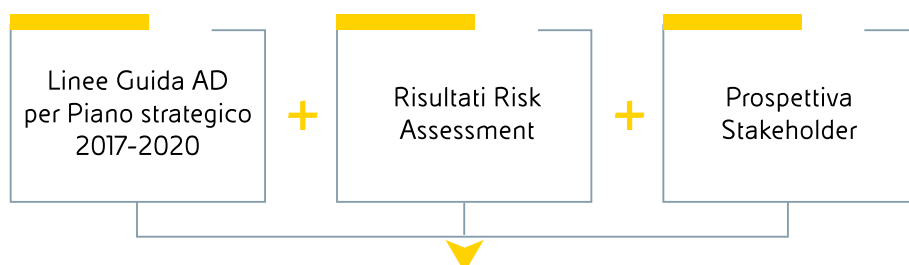 Linee Guida AD
per Piano strategico
2017-2020
+
Risultati Risk
Assessment
+
Prospettiva
Stakeholder